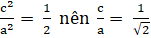 c²/a² = 1/2 nên c/a = 1/√2